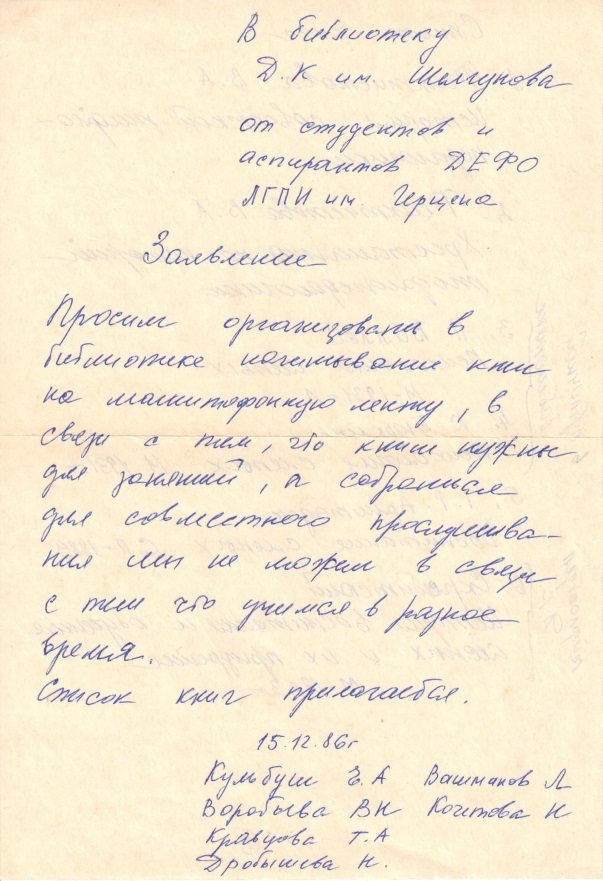 В библиотеку
Д.К им. Шелгунова
от студентов и
аспирантов ДЕФО
ЛГПИ им. Герцена
Заявление
Просим организовать в
библиотеке начитывание книг
на магнитофонную ленту, в
связи с тем, что книги нужны
для занятий, а собраться
для совместного прослушива-
ния мы не можем в связи
с тем что учимся в разное
время.
Список книг прилагается.
15.12.86г
Кульбуш Е.А Вашманов Л
Воробьева ВН Кочетова Н
Кравцова Т.А
Дробышева Н.